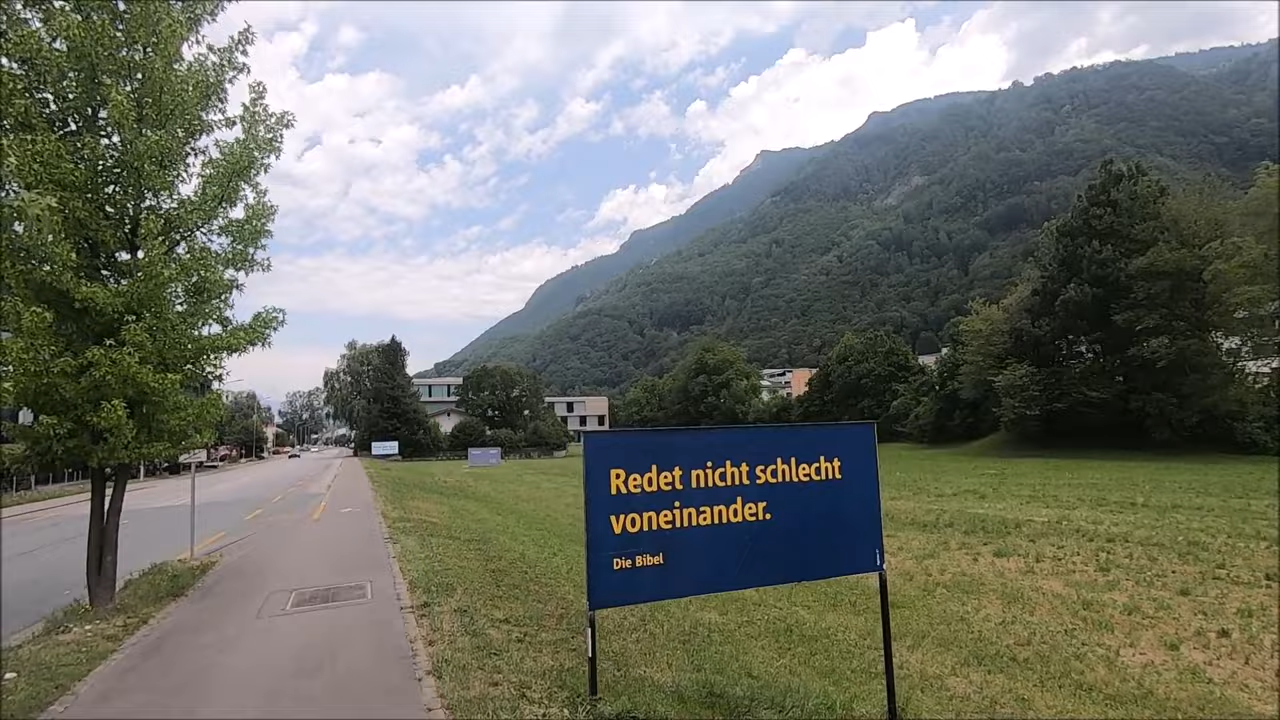 Redet nicht schlecht
voneinander.
Die Bibel